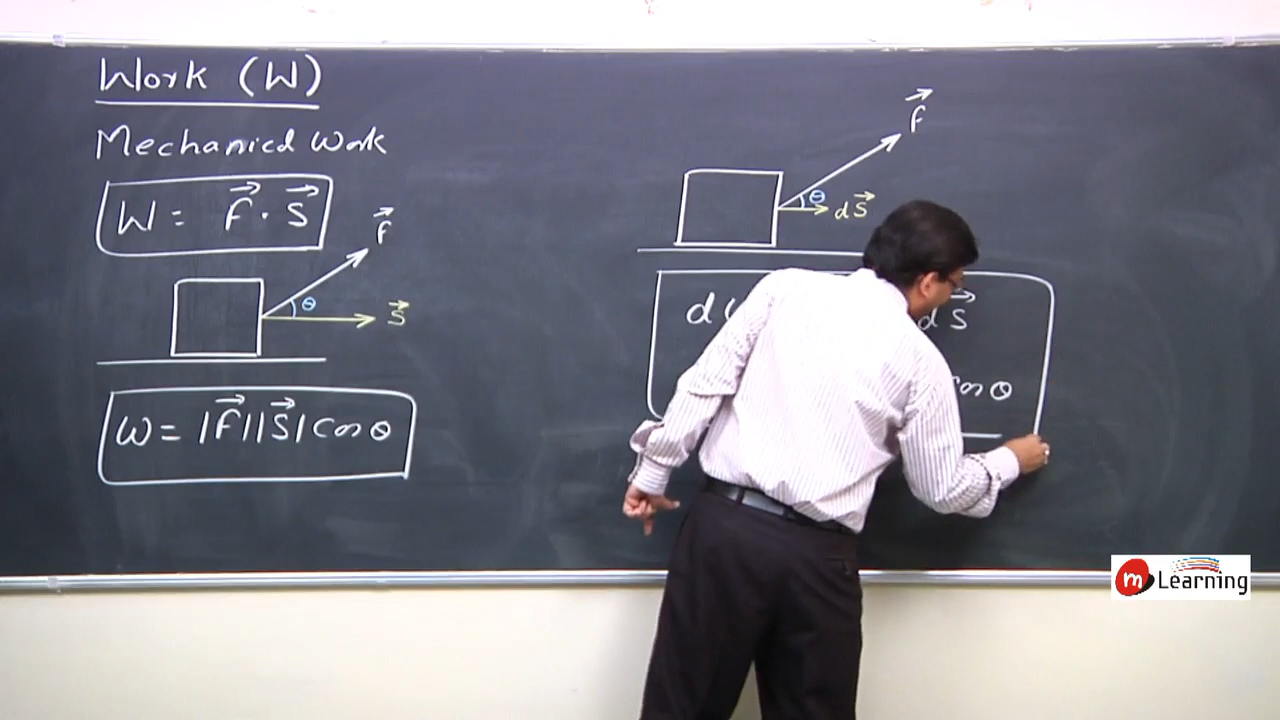 Work (W)
Mechanical Work
W = F⃗ · S⃗
F⃗
θ
S⃗
W = |F⃗||S⃗| cos θ
F⃗
θ
dS⃗
d
dS⃗
cos θ
m Learning